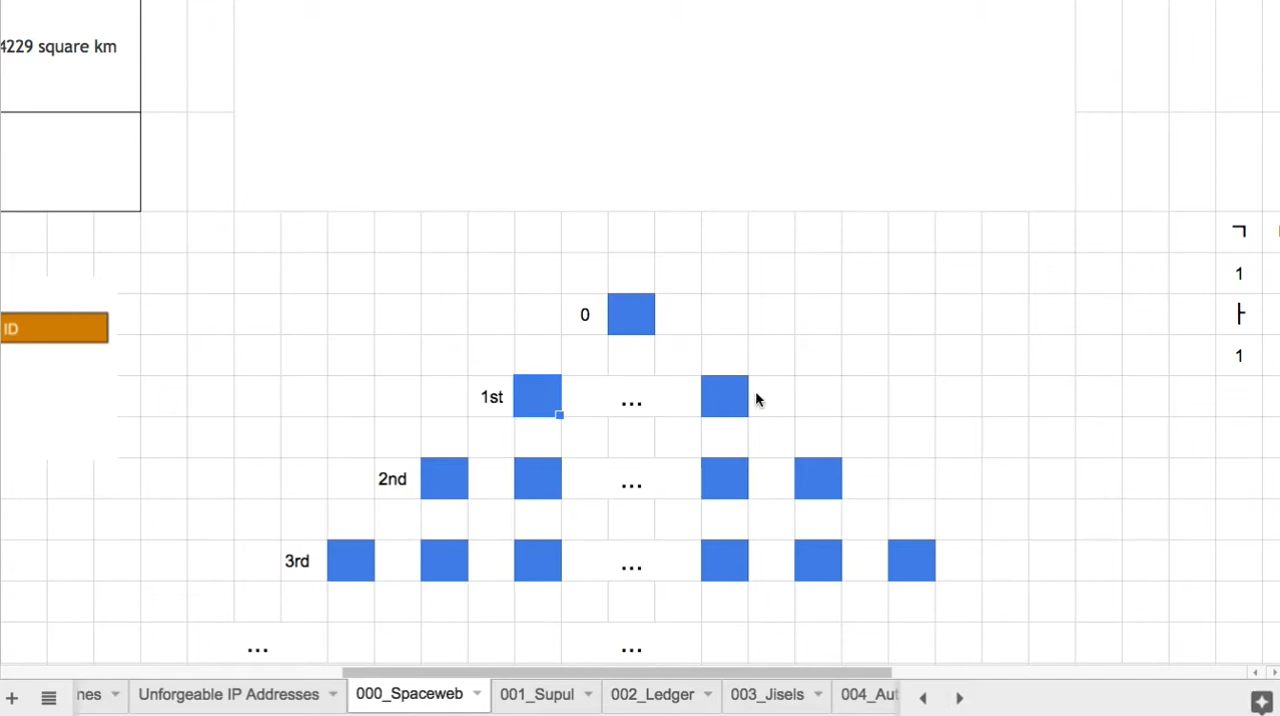 4229 square km
ID
0
1st
...
2nd
...
3rd
...
... ...
ㄱ
1
ㅏ
1
nes
Unforgeable IP Addresses
000_Spaceweb
001_Supul
002_Ledger
003_Jisels
004_Aut